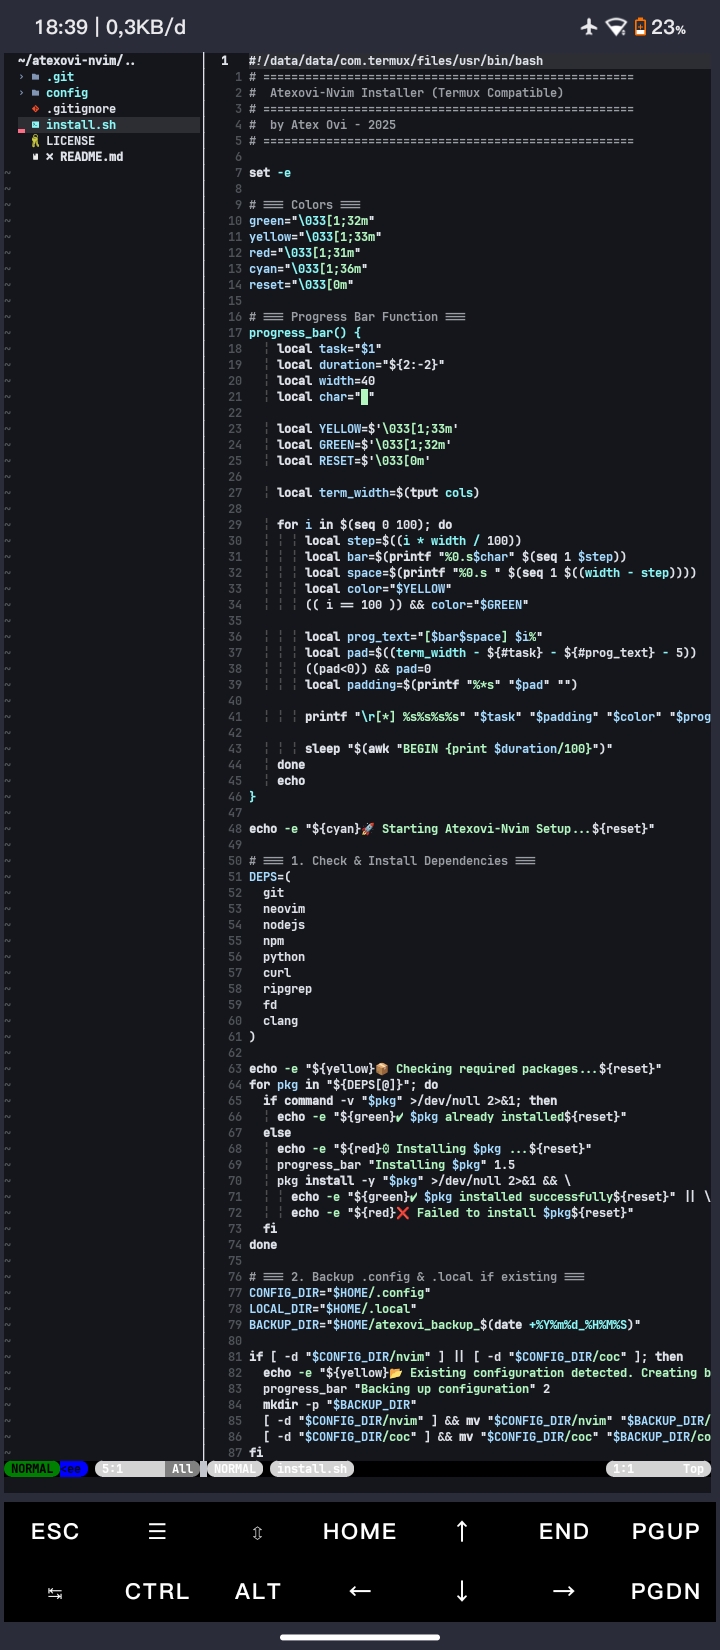 18:39 | 0,3KB/d
23%
~/atexovi-nvim/..
› .git
› config
.gitignore
install.sh
LICENSE
× README.md
1 #!/data/data/com.termux/files/usr/bin/bash
1 # ====================================================
2 #  Atexovi-Nvim Installer (Termux Compatible)
3 # ====================================================
4 #  by Atex Ovi - 2025
5 # ====================================================
6
7 set -e
8
9 # === Colors ===
10 green="\033[1;32m"
11 yellow="\033[1;33m"
12 red="\033[1;31m"
13 cyan="\033[1;36m"
14 reset="\033[0m"
15
16 # === Progress Bar Function ===
17 progress_bar() {
18     local task="$1"
19     local duration="${2:-2}"
20     local width=40
21     local char="█"
22
23     local YELLOW=$'\033[1;33m'
24     local GREEN=$'\033[1;32m'
25     local RESET=$'\033[0m'
26
27     local term_width=$(tput cols)
28
29     for i in $(seq 0 100); do
30         local step=$((i * width / 100))
31         local bar=$(printf "%0.s$char" $(seq 1 $step))
32         local space=$(printf "%0.s " $(seq 1 $((width - step))))
33         local color="$YELLOW"
34         (( i == 100 )) && color="$GREEN"
35
36         local prog_text="[$bar$space] $i%"
37         local pad=$((term_width - ${#task} - ${#prog_text} - 5))
38         ((pad<0)) && pad=0
39         local padding=$(printf "%*s" "$pad" "")
40
41         printf "\r[*] %s%s%s%s" "$task" "$padding" "$color" "$prog
42
43         sleep "$(awk "BEGIN {print $duration/100}")"
44     done
45     echo
46 }
47
48 echo -e "${cyan}🚀 Starting Atexovi-Nvim Setup...${reset}"
49
50 # === 1. Check & Install Dependencies ===
51 DEPS=(
52   git
53   neovim
54   nodejs
55   npm
56   python
57   curl
58   ripgrep
59   fd
60   clang
61 )
62
63 echo -e "${yellow}📦 Checking required packages...${reset}"
64 for pkg in "${DEPS[@]}"; do
65   if command -v "$pkg" >/dev/null 2>&1; then
66     echo -e "${green}✔ $pkg already installed${reset}"
67   else
68     echo -e "${red} Installing $pkg ...${reset}"
69     progress_bar "Installing $pkg" 1.5
70     pkg install -y "$pkg" >/dev/null 2>&1 && \
71       echo -e "${green}✔ $pkg installed successfully${reset}" || \
72       echo -e "${red}❌ Failed to install $pkg${reset}"
73   fi
74 done
75
76 # === 2. Backup .config & .local if existing ===
77 CONFIG_DIR="$HOME/.config"
78 LOCAL_DIR="$HOME/.local"
79 BACKUP_DIR="$HOME/atexovi_backup_$(date +%Y%m%d_%H%M%S)"
80
81 if [ -d "$CONFIG_DIR/nvim" ] || [ -d "$CONFIG_DIR/coc" ]; then
82   echo -e "${yellow}📂 Existing configuration detected. Creating b
83   progress_bar "Backing up configuration" 2
84   mkdir -p "$BACKUP_DIR"
85   [ -d "$CONFIG_DIR/nvim" ] && mv "$CONFIG_DIR/nvim" "$BACKUP_DIR/
86   [ -d "$CONFIG_DIR/coc" ] && mv "$CONFIG_DIR/coc" "$BACKUP_DIR/co
87 fi
NORMAL 5:1 All NORMAL install.sh 1:1 Top
ESC ☰ ⇳ HOME ↑ END PGUP
↹ CTRL ALT ← ↓ → PGDN